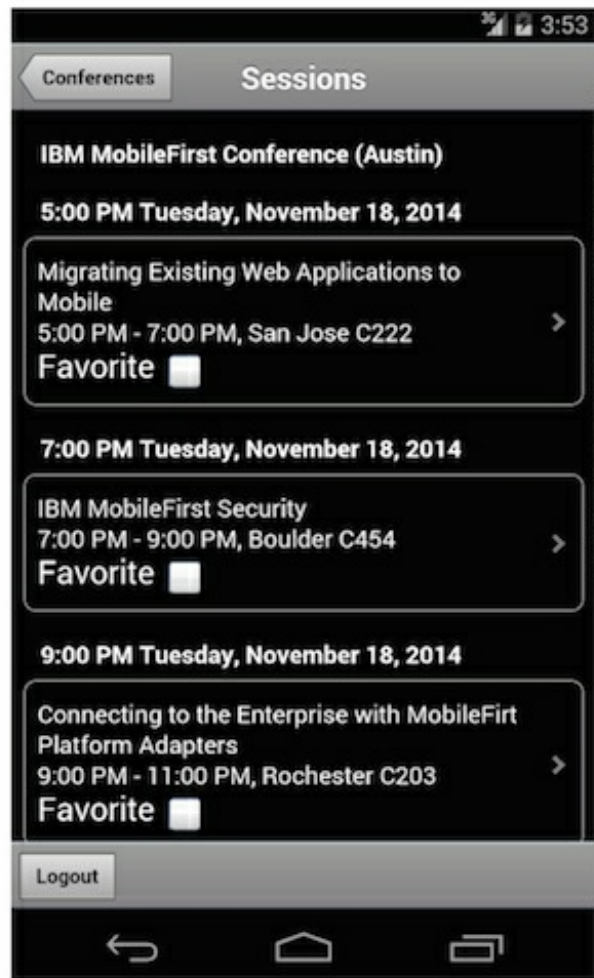 3G 3:53
Conferences Sessions
IBM MobileFirst Conference (Austin)
5:00 PM Tuesday, November 18, 2014
Migrating Existing Web Applications to
Mobile
5:00 PM - 7:00 PM, San Jose C222
Favorite
7:00 PM Tuesday, November 18, 2014
IBM MobileFirst Security
7:00 PM - 9:00 PM, Boulder C454
Favorite
9:00 PM Tuesday, November 18, 2014
Connecting to the Enterprise with MobileFirt
Platform Adapters
9:00 PM - 11:00 PM, Rochester C203
Favorite
Logout